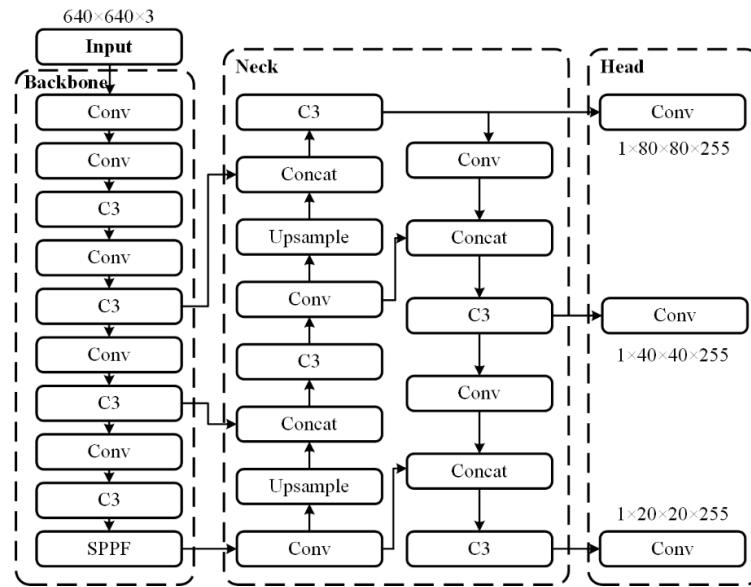 640×640×3
Input
Backbone
Conv
Conv
C3
Conv
C3
Conv
C3
Conv
C3
SPPF
Neck
C3
Concat
Upsample
Conv
C3
Concat
Upsample
Conv
Conv
Concat
C3
Conv
Concat
C3
Head
Conv
1×80×80×255
Conv
1×40×40×255
1×20×20×255
Conv